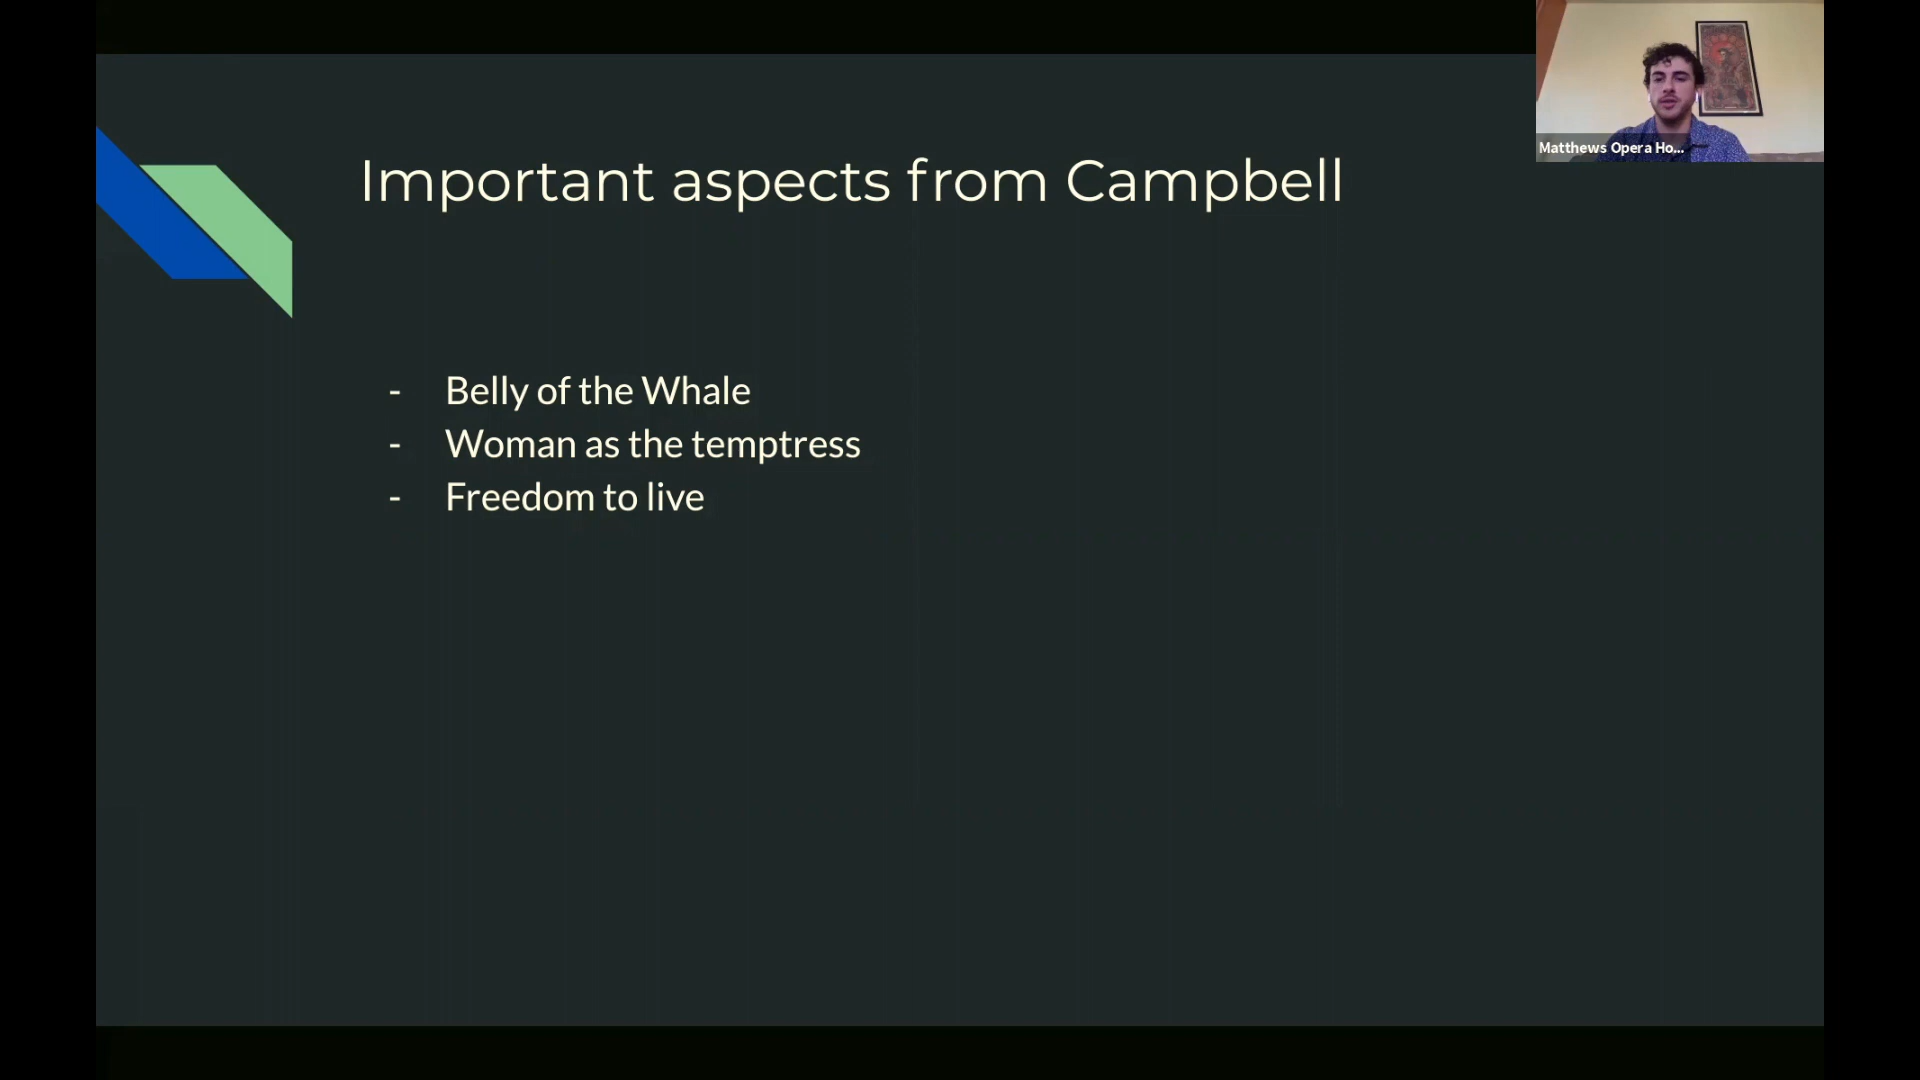 Important aspects from Campbell
Matthews Opera Ho...
- Belly of the Whale
- Woman as the temptress
- Freedom to live